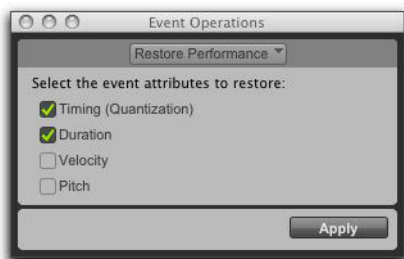 Event Operations
Restore Performance
Select the event attributes to restore:
Timing (Quantization)
Duration
Velocity
Pitch
Apply